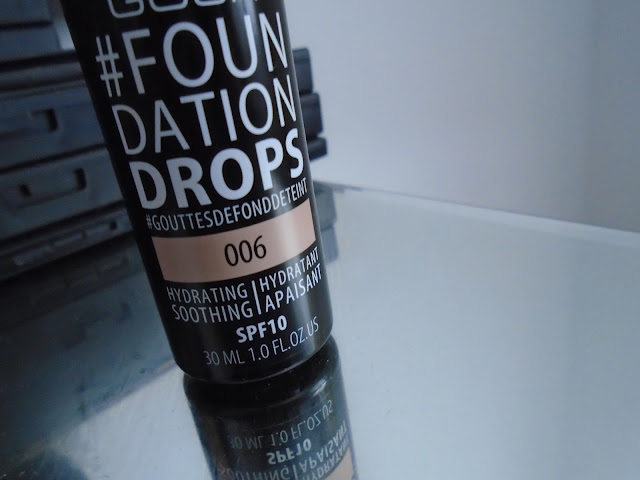 #FOUN
DATION
DROPS
#GOUTTESDEFONDDETEINT
006
HYDRATING | HYDRATANT
SOOTHING | APAISANT
SPF10
30 ML 1.0 FL.OZ.US